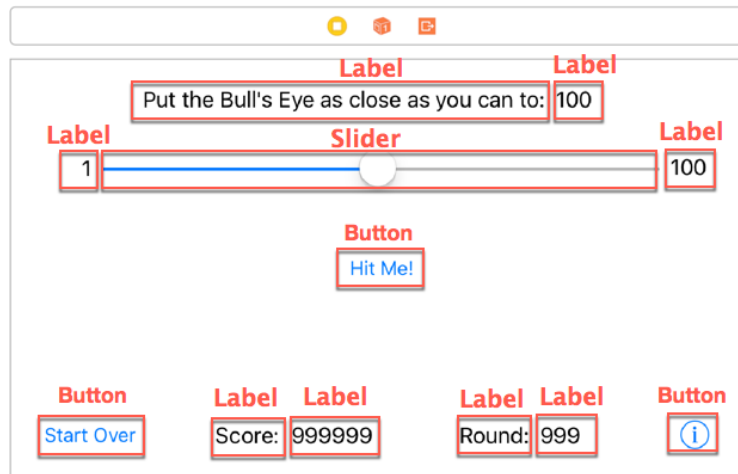 Label Label
Put the Bull's Eye as close as you can to: 100
Label Slider Label
1 100
Button
Hit Me!
Button Label Label Label Label Button
Start Over Score: 999999 Round: 999 i